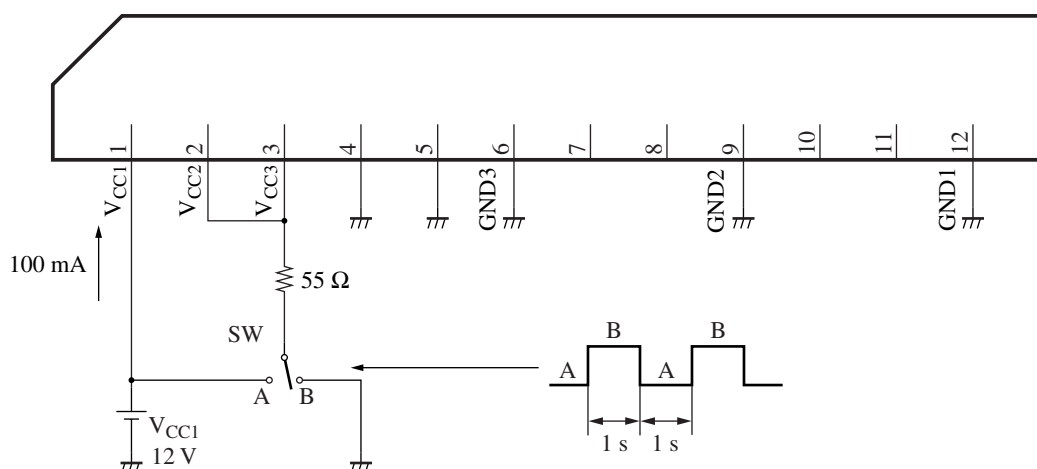 1 2 3 4 5 6 7 8 9 10 11 12
VCC1 VCC2 VCC3 GND3 GND2 GND1
100 mA
55 Ω
SW
A B
VCC1
12 V
B B
A A
1 s 1 s